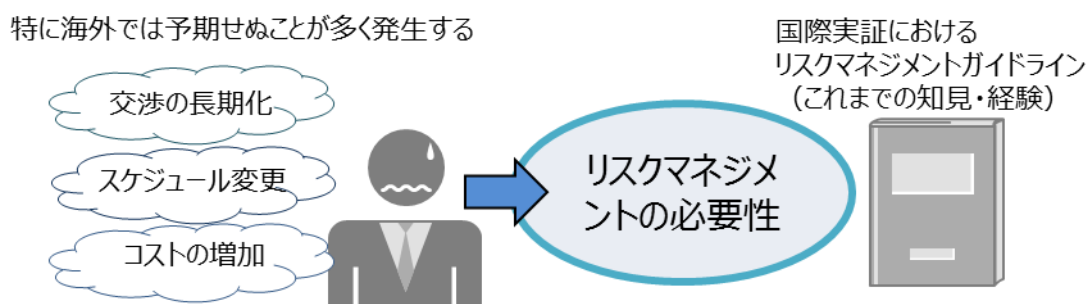 特に海外では予期せぬことが多く発生する
交渉の長期化
スケジュール変更
コストの増加
リスクマネジメ
ントの必要性
国際実証における
リスクマネジメントガイドライン
（これまでの知見・経験）